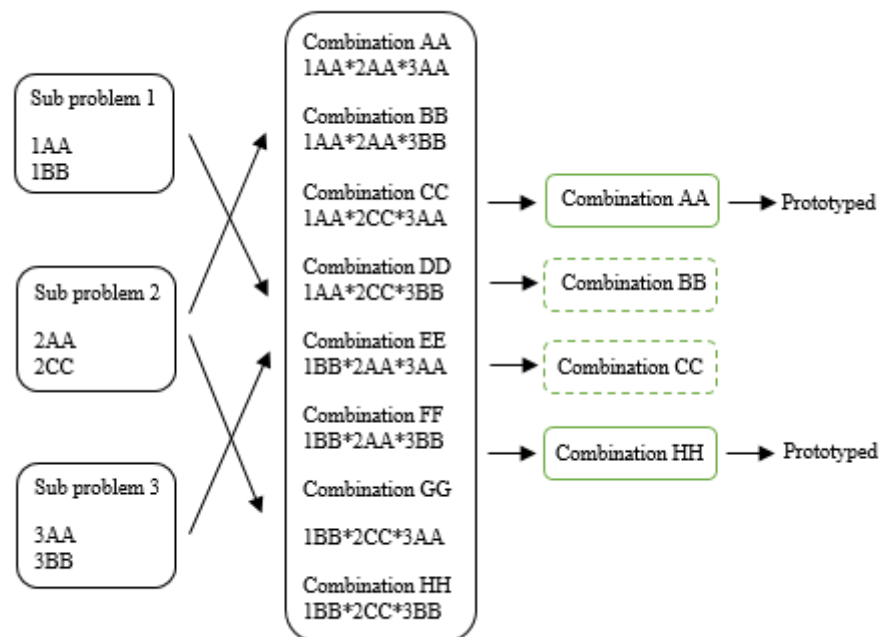 Sub problem 1
1AA
1BB
Sub problem 2
2AA
2CC
Sub problem 3
3AA
3BB
Combination AA
1AA*2AA*3AA
Combination BB
1AA*2AA*3BB
Combination CC
1AA*2CC*3AA
Combination DD
1AA*2CC*3BB
Combination EE
1BB*2AA*3AA
Combination FF
1BB*2AA*3BB
Combination GG
1BB*2CC*3AA
Combination HH
1BB*2CC*3BB
Combination AA
Prototyped
Combination BB
Combination CC
Combination HH
Prototyped